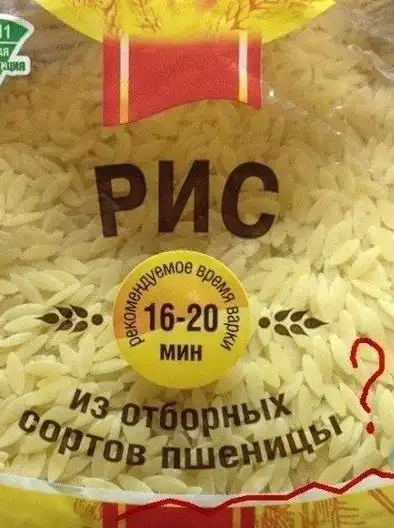 РИС
рекомендуемое время варки
16-20
мин
из отборных
сортов пшеницы
?